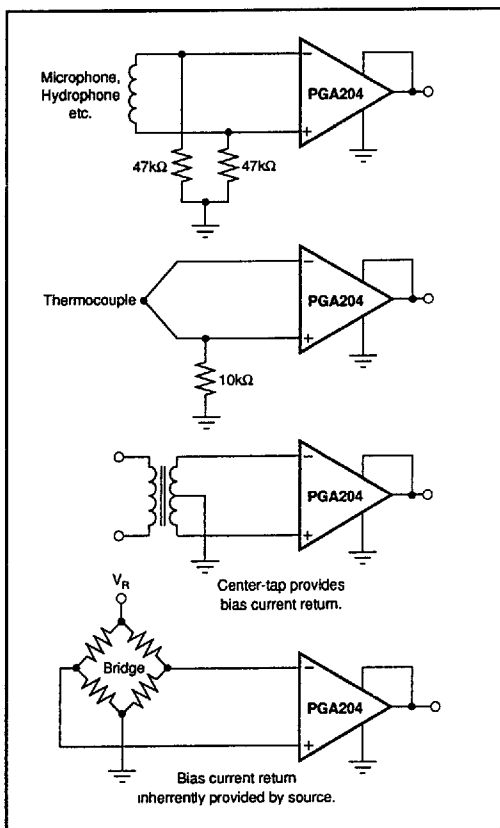 Microphone,
Hydrophone
etc.
−
PGA204
+
47kΩ
47kΩ
−
Thermocouple
PGA204
+
10kΩ
−
PGA204
+
Center-tap provides
bias current return.
VR
Bridge
−
PGA204
+
Bias current return
inherrently provided by source.